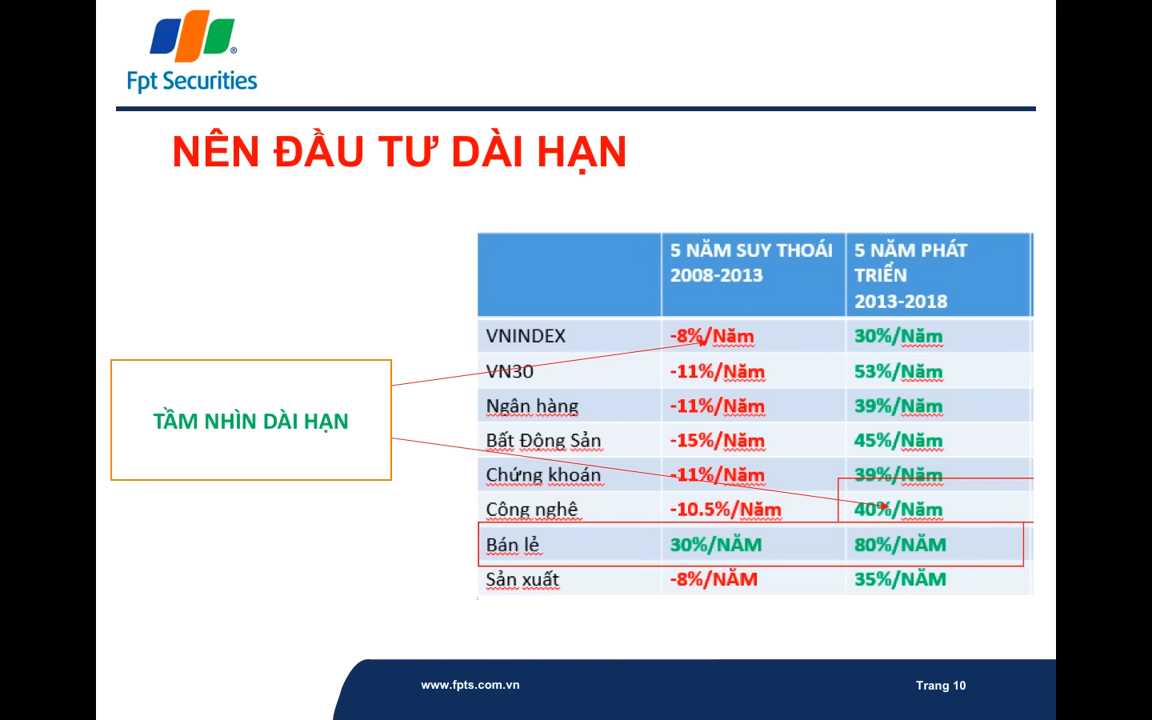 Fpt Securities
NÊN ĐẦU TƯ DÀI HẠN
5 NĂM SUY THOÁI
2008-2013
5 NĂM PHÁT
TRIỂN
2013-2018
VNINDEX -8%/Năm 30%/Năm
VN30 -11%/Năm 53%/Năm
Ngân hàng -11%/Năm 39%/Năm
Bất Động Sản -15%/Năm 45%/Năm
Chứng khoán -11%/Năm 39%/Năm
Công nghệ -10.5%/Năm 40%/Năm
Bán lẻ 30%/NĂM 80%/NĂM
Sản xuất -8%/NĂM 35%/NĂM
TẦM NHÌN DÀI HẠN
www.fpts.com.vn
Trang 10